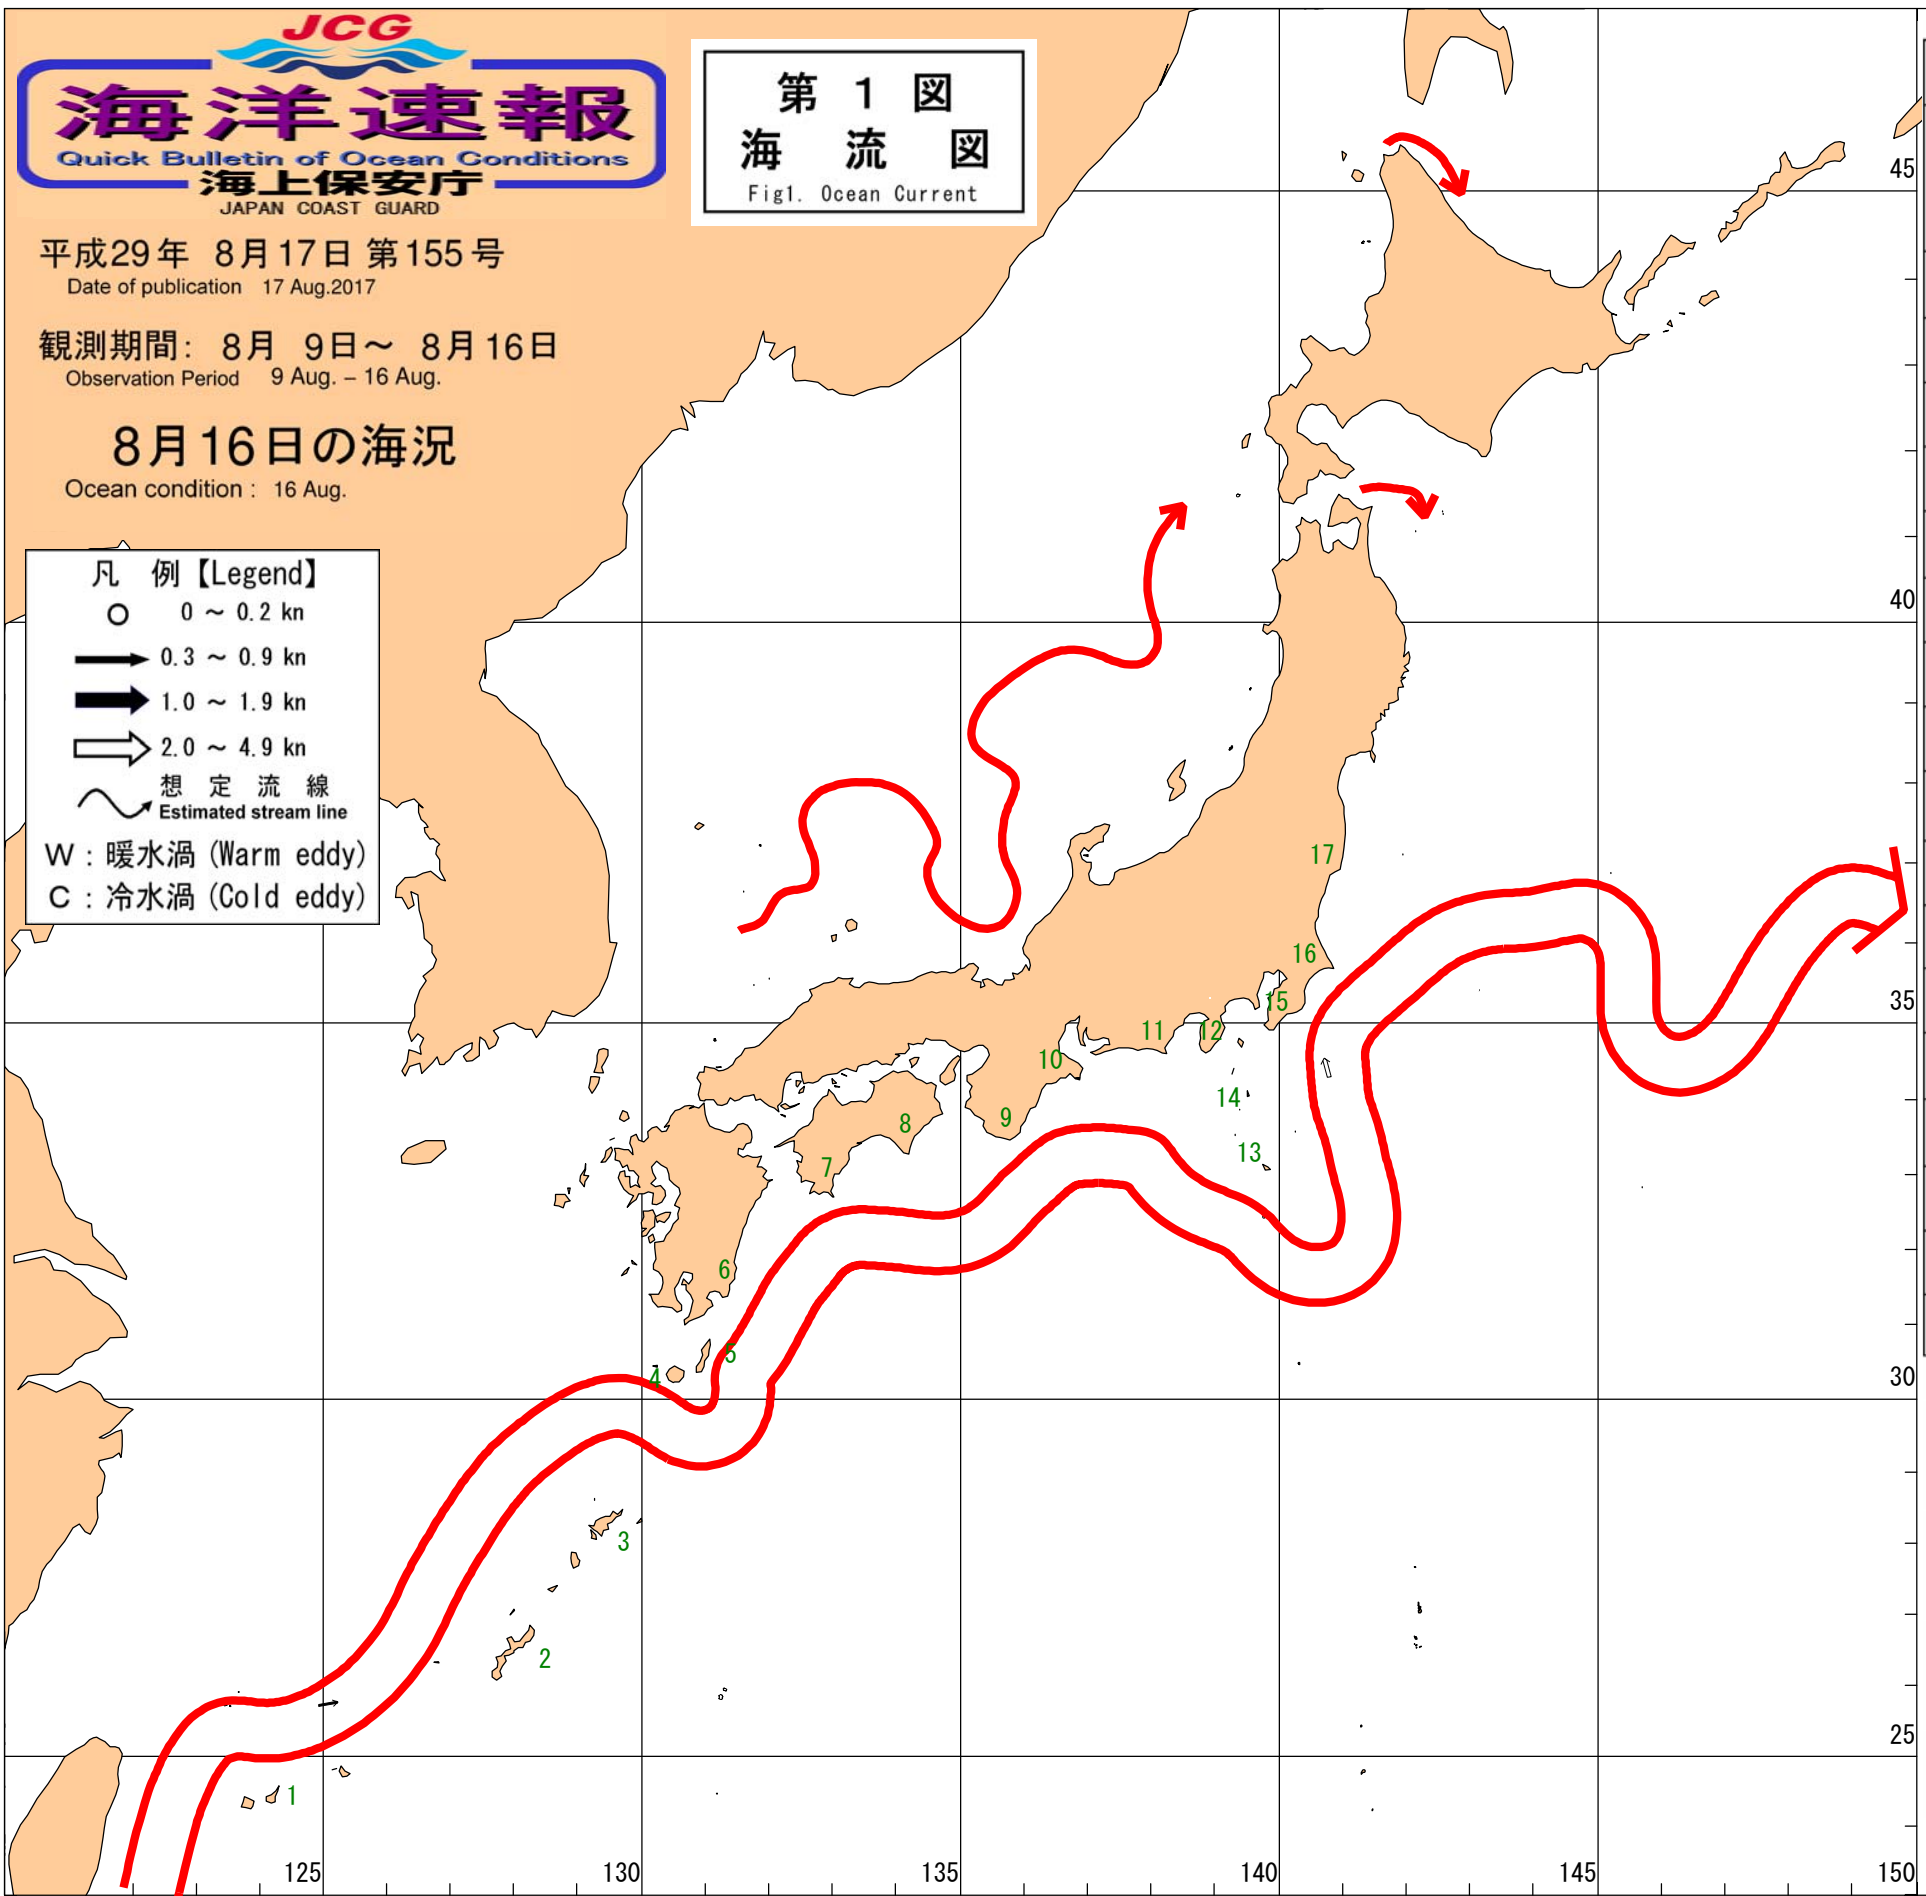 JCG
海洋速報
Quick Bulletin of Ocean Conditions
海上保安庁
JAPAN COAST GUARD
第 1 図
海 流 図
Fig1. Ocean Current
平成29年 8月17日 第155号
Date of publication 17 Aug.2017
観測期間: 8月 9日～ 8月16日
Observation Period 9 Aug. – 16 Aug.
8月16日の海況
Ocean condition : 16 Aug.
凡 例【Legend】
0 ～ 0.2 kn
0.3 ～ 0.9 kn
1.0 ～ 1.9 kn
2.0 ～ 4.9 kn
想 定 流 線
Estimated stream line
W : 暖水渦 (Warm eddy)
C : 冷水渦 (Cold eddy)
45
40
17
16
35
15
12
11
10
14
9
8
13
7
6
5
4
30
3
2
25
1
125
130
135
140
145
150